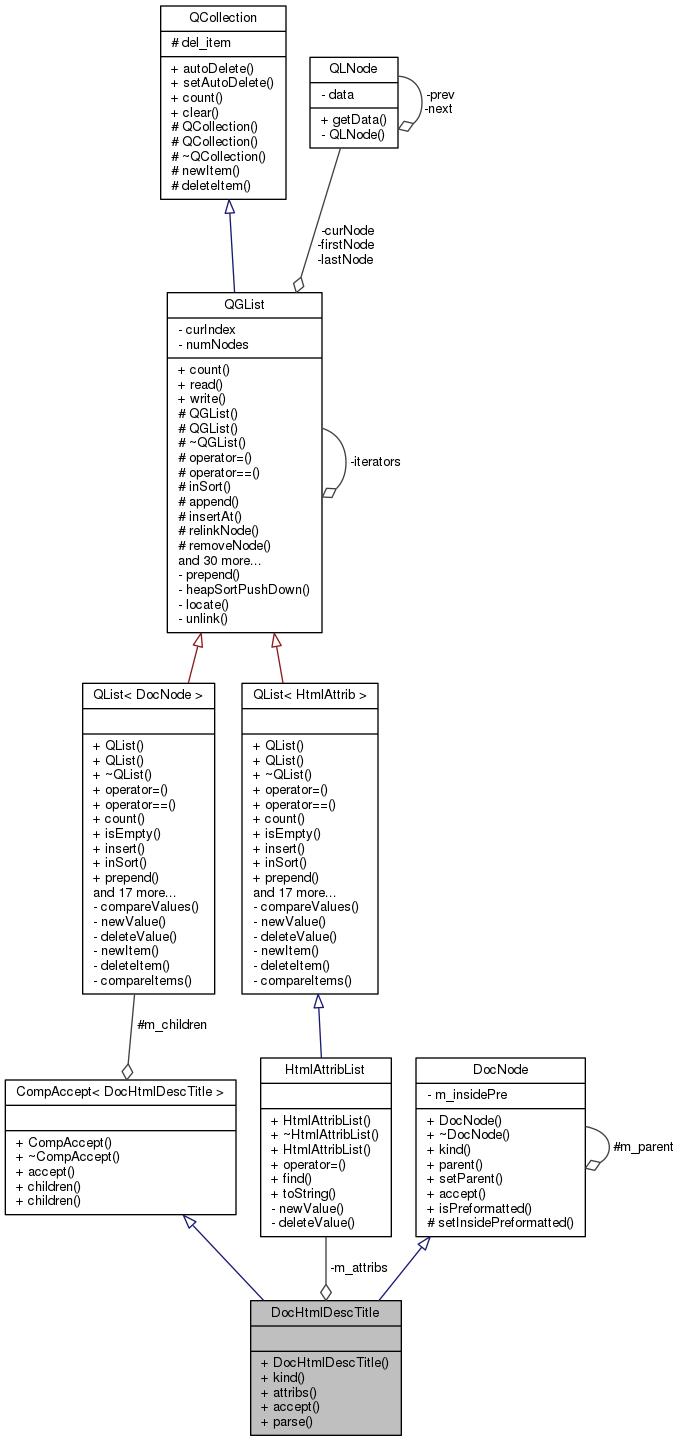 QCollection
# del_item
+ autoDelete()
+ setAutoDelete()
+ count()
+ clear()
# QCollection()
# QCollection()
# ~QCollection()
# newItem()
# deleteItem()
QLNode
- data
+ getData()
- QLNode()
-prev
-next
-curNode
-firstNode
-lastNode
QGList
- curIndex
- numNodes
+ count()
+ read()
+ write()
# QGList()
# QGList()
# ~QGList()
# operator=()
# operator==()
# inSort()
# append()
# insertAt()
# relinkNode()
# removeNode()
and 30 more...
- prepend()
- heapSortPushDown()
- locate()
- unlink()
-iterators
QList< DocNode >
+ QList()
+ QList()
+ ~QList()
+ operator=()
+ operator==()
+ count()
+ isEmpty()
+ insert()
+ inSort()
+ prepend()
and 17 more...
- compareValues()
- newValue()
- deleteValue()
- newItem()
- deleteItem()
- compareItems()
QList< HtmlAttrib >
+ QList()
+ QList()
+ ~QList()
+ operator=()
+ operator==()
+ count()
+ isEmpty()
+ insert()
+ inSort()
+ prepend()
and 17 more...
- compareValues()
- newValue()
- deleteValue()
- newItem()
- deleteItem()
- compareItems()
#m_children
CompAccept< DocHtmlDescTitle >
+ CompAccept()
+ ~CompAccept()
+ accept()
+ children()
+ children()
HtmlAttribList
+ HtmlAttribList()
+ ~HtmlAttribList()
+ HtmlAttribList()
+ operator=()
+ find()
+ toString()
- newValue()
- deleteValue()
DocNode
- m_insidePre
+ DocNode()
+ ~DocNode()
+ kind()
+ parent()
+ setParent()
+ accept()
+ isPreformatted()
# setInsidePreformatted()
#m_parent
-m_attribs
DocHtmlDescTitle
+ DocHtmlDescTitle()
+ kind()
+ attribs()
+ accept()
+ parse()